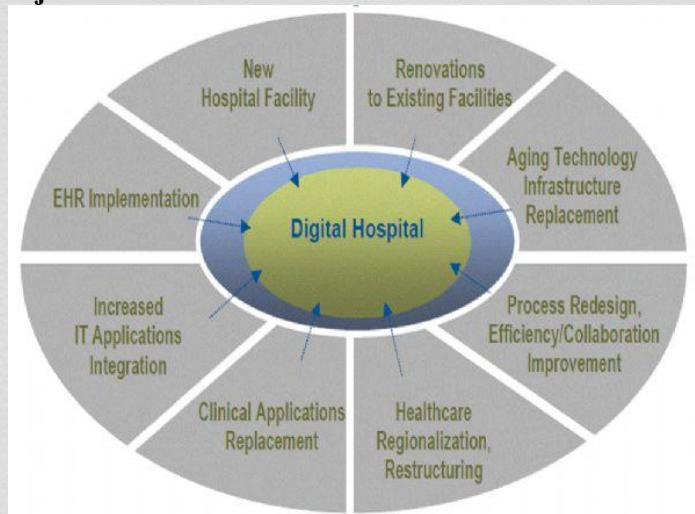 New
Hospital Facility
Renovations
to Existing Facilities
Aging Technology
Infrastructure
Replacement
EHR Implementation
Digital Hospital
Increased
IT Applications
Integration
Process Redesign,
Efficiency/Collaboration
Improvement
Clinical Applications
Replacement
Healthcare
Regionalization,
Restructuring